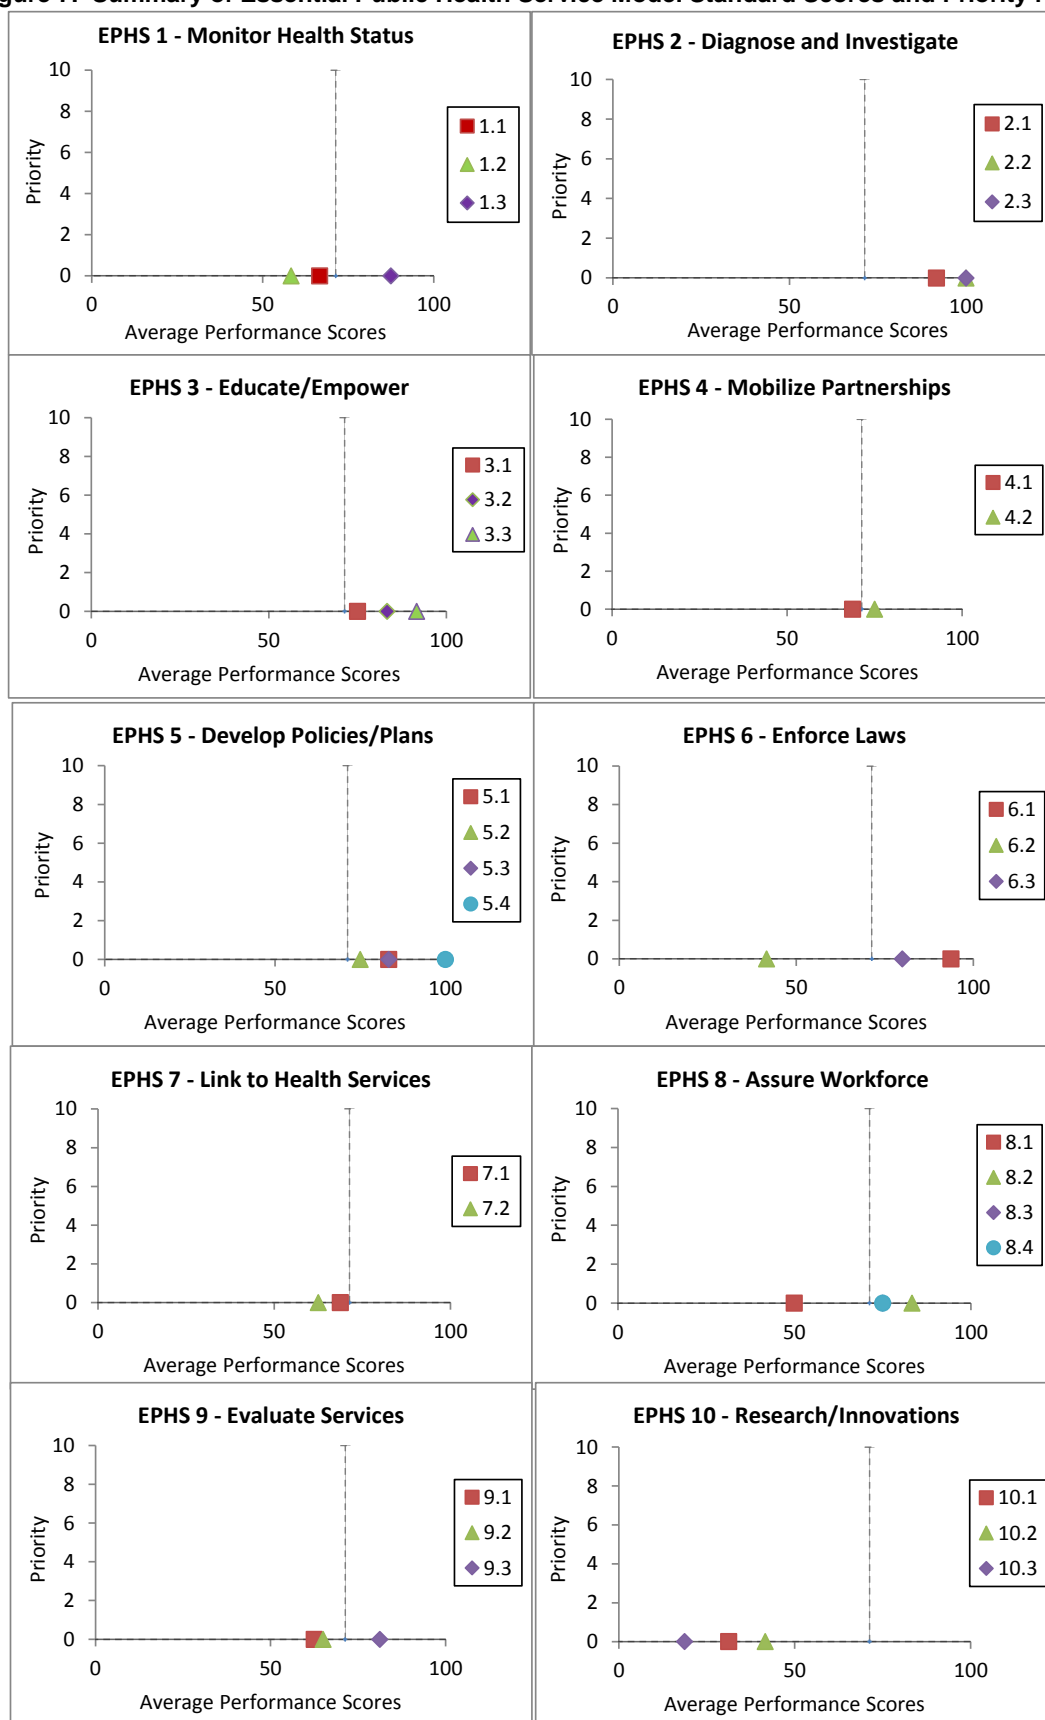 Summary of Essential Public Health Service Model Standard Scores and Priority
EPHS 1 - Monitor Health Status
10
8
6
4
2
0
Priority
0 50 100
Average Performance Scores
1.1
1.2
1.3
EPHS 2 - Diagnose and Investigate
10
8
6
4
2
0
Priority
0 50 100
Average Performance Scores
2.1
2.2
2.3
EPHS 3 - Educate/Empower
10
8
6
4
2
0
Priority
0 50 100
Average Performance Scores
3.1
3.2
3.3
EPHS 4 - Mobilize Partnerships
10
8
6
4
2
0
Priority
0 50 100
Average Performance Scores
4.1
4.2
EPHS 5 - Develop Policies/Plans
10
8
6
4
2
0
Priority
0 50 100
Average Performance Scores
5.1
5.2
5.3
5.4
EPHS 6 - Enforce Laws
10
8
6
4
2
0
Priority
0 50 100
Average Performance Scores
6.1
6.2
6.3
EPHS 7 - Link to Health Services
10
8
6
4
2
0
Priority
0 50 100
Average Performance Scores
7.1
7.2
EPHS 8 - Assure Workforce
10
8
6
4
2
0
Priority
0 50 100
Average Performance Scores
8.1
8.2
8.3
8.4
EPHS 9 - Evaluate Services
10
8
6
4
2
0
Priority
0 50 100
Average Performance Scores
9.1
9.2
9.3
EPHS 10 - Research/Innovations
10
8
6
4
2
0
Priority
0 50 100
Average Performance Scores
10.1
10.2
10.3